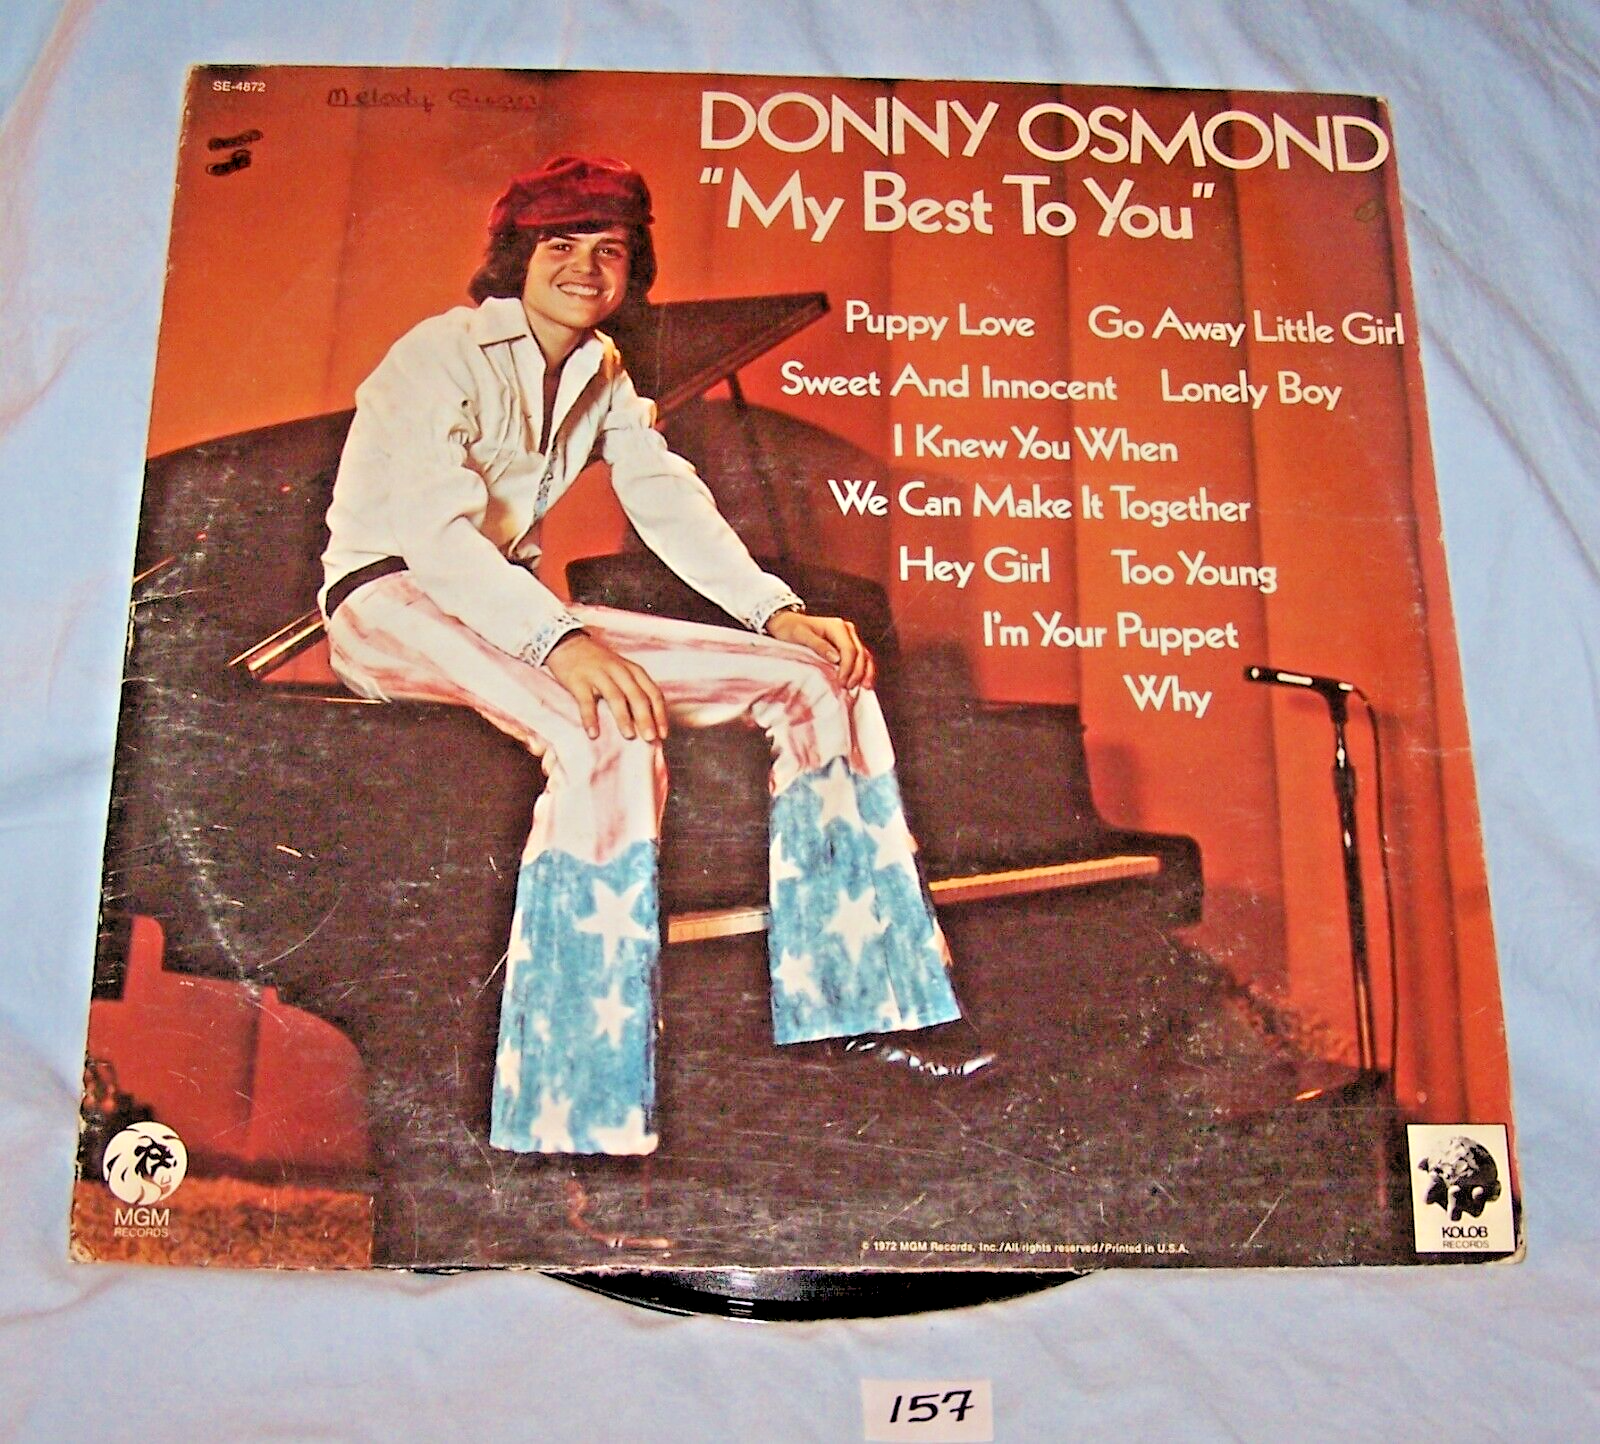 SE-4872
Melody
DONNY OSMOND
"My Best To You"
Puppy Love Go Away Little Girl
Sweet And Innocent Lonely Boy
I Knew You When
We Can Make It Together
Hey Girl Too Young
I'm Your Puppet
Why
MGM
RECORDS
© 1972 MGM Records, Inc./All rights reserved/Printed in U.S.A.
KOLOB
RECORDS
157